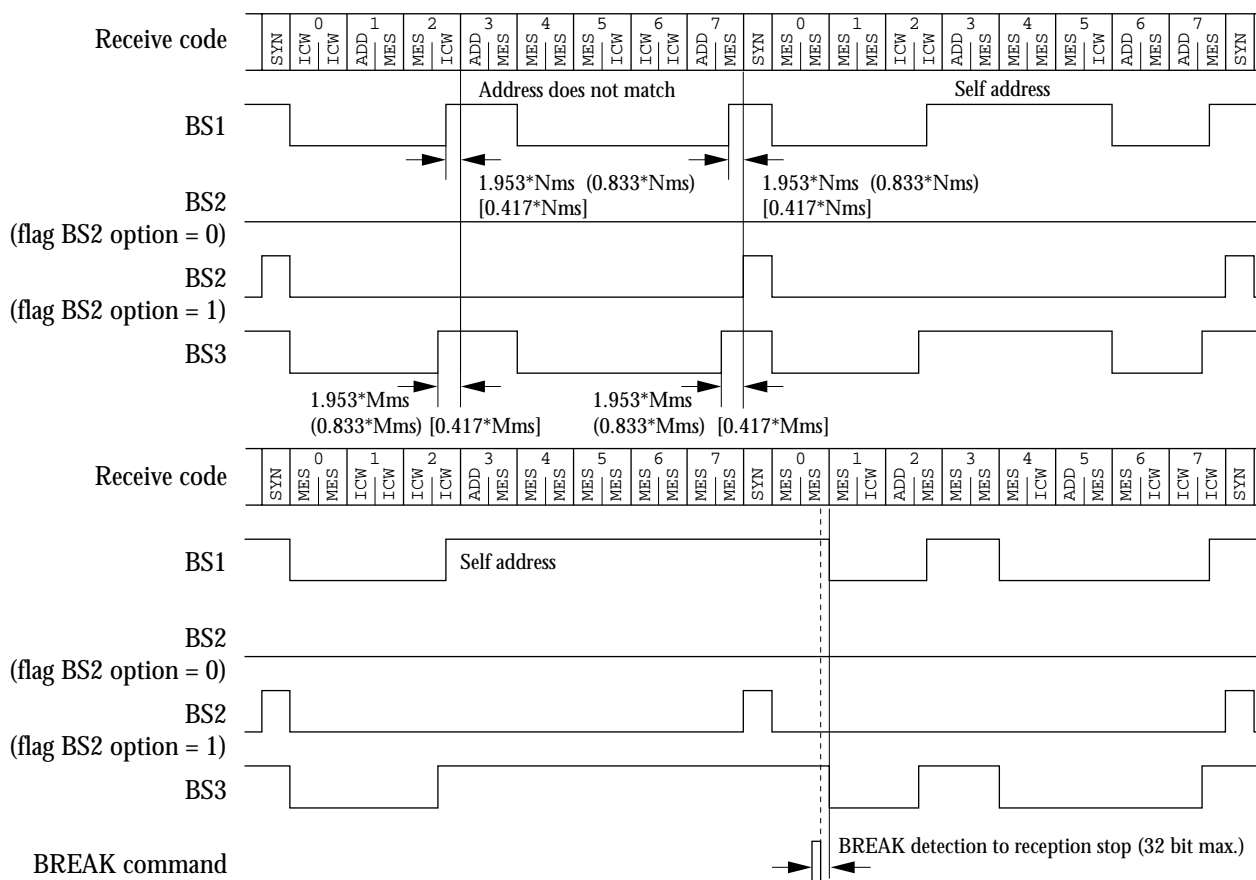 Receive code
0 1 2 3 4 5 6 7 0 1 2 3 4 5 6 7
SYN ICW ICW ADD MES MES ICW ADD MES MES MES MES ICW ICW ICW ADD MES SYN MES MES MES MES ICW ICW ADD MES MES MES MES ICW ADD MES ADD MES SYN
Address does not match
Self address
BS1
1.953*Nms (0.833*Nms)
[0.417*Nms]
1.953*Nms (0.833*Nms)
[0.417*Nms]
BS2
(flag BS2 option = 0)
BS2
(flag BS2 option = 1)
BS3
1.953*Mms
(0.833*Mms) [0.417*Mms]
1.953*Mms
(0.833*Mms) [0.417*Mms]
Receive code
0 1 2 3 4 5 6 7 0 1 2 3 4 5 6 7
SYN MES MES ICW ICW ICW ICW ADD MES MES MES MES MES MES MES MES MES SYN MES MES MES ICW ADD MES MES MES MES ICW ADD MES MES ICW ICW ICW SYN
BS1
Self address
BS2
(flag BS2 option = 0)
BS2
(flag BS2 option = 1)
BS3
BREAK command
BREAK detection to reception stop (32 bit max.)